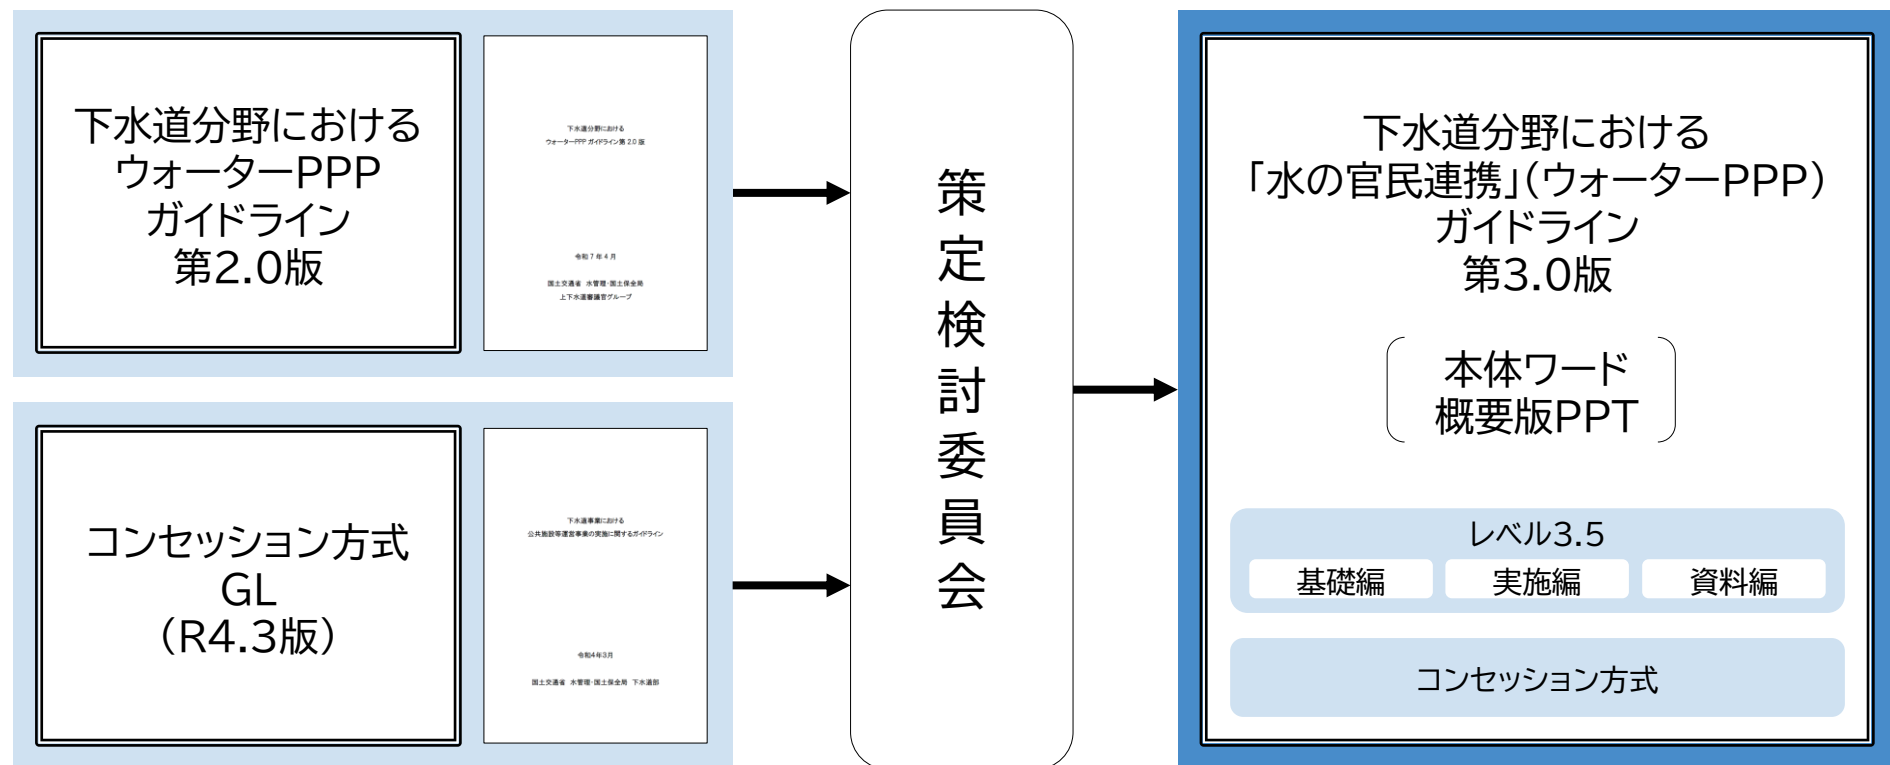 下水道分野における
ウォーターPPP
ガイドライン
第2.0版
下水道分野における
ウォーターPPP ガイドライン第 2.0 版
令和 7 年 4 月
国土交通省 水管理・国土保全局
上下水道審議官グループ
コンセッション方式
GL
（R4.3版）
下水道事業における
公共施設等運営事業の実施に関するガイドライン
令和4年3月
国土交通省 水管理・国土保全局 下水道部
策定検討委員会
下水道分野における
「水の官民連携」（ウォーターPPP）
ガイドライン
第3.0版
本体ワード
概要版PPT
レベル3.5
基礎編
実施編
資料編
コンセッション方式